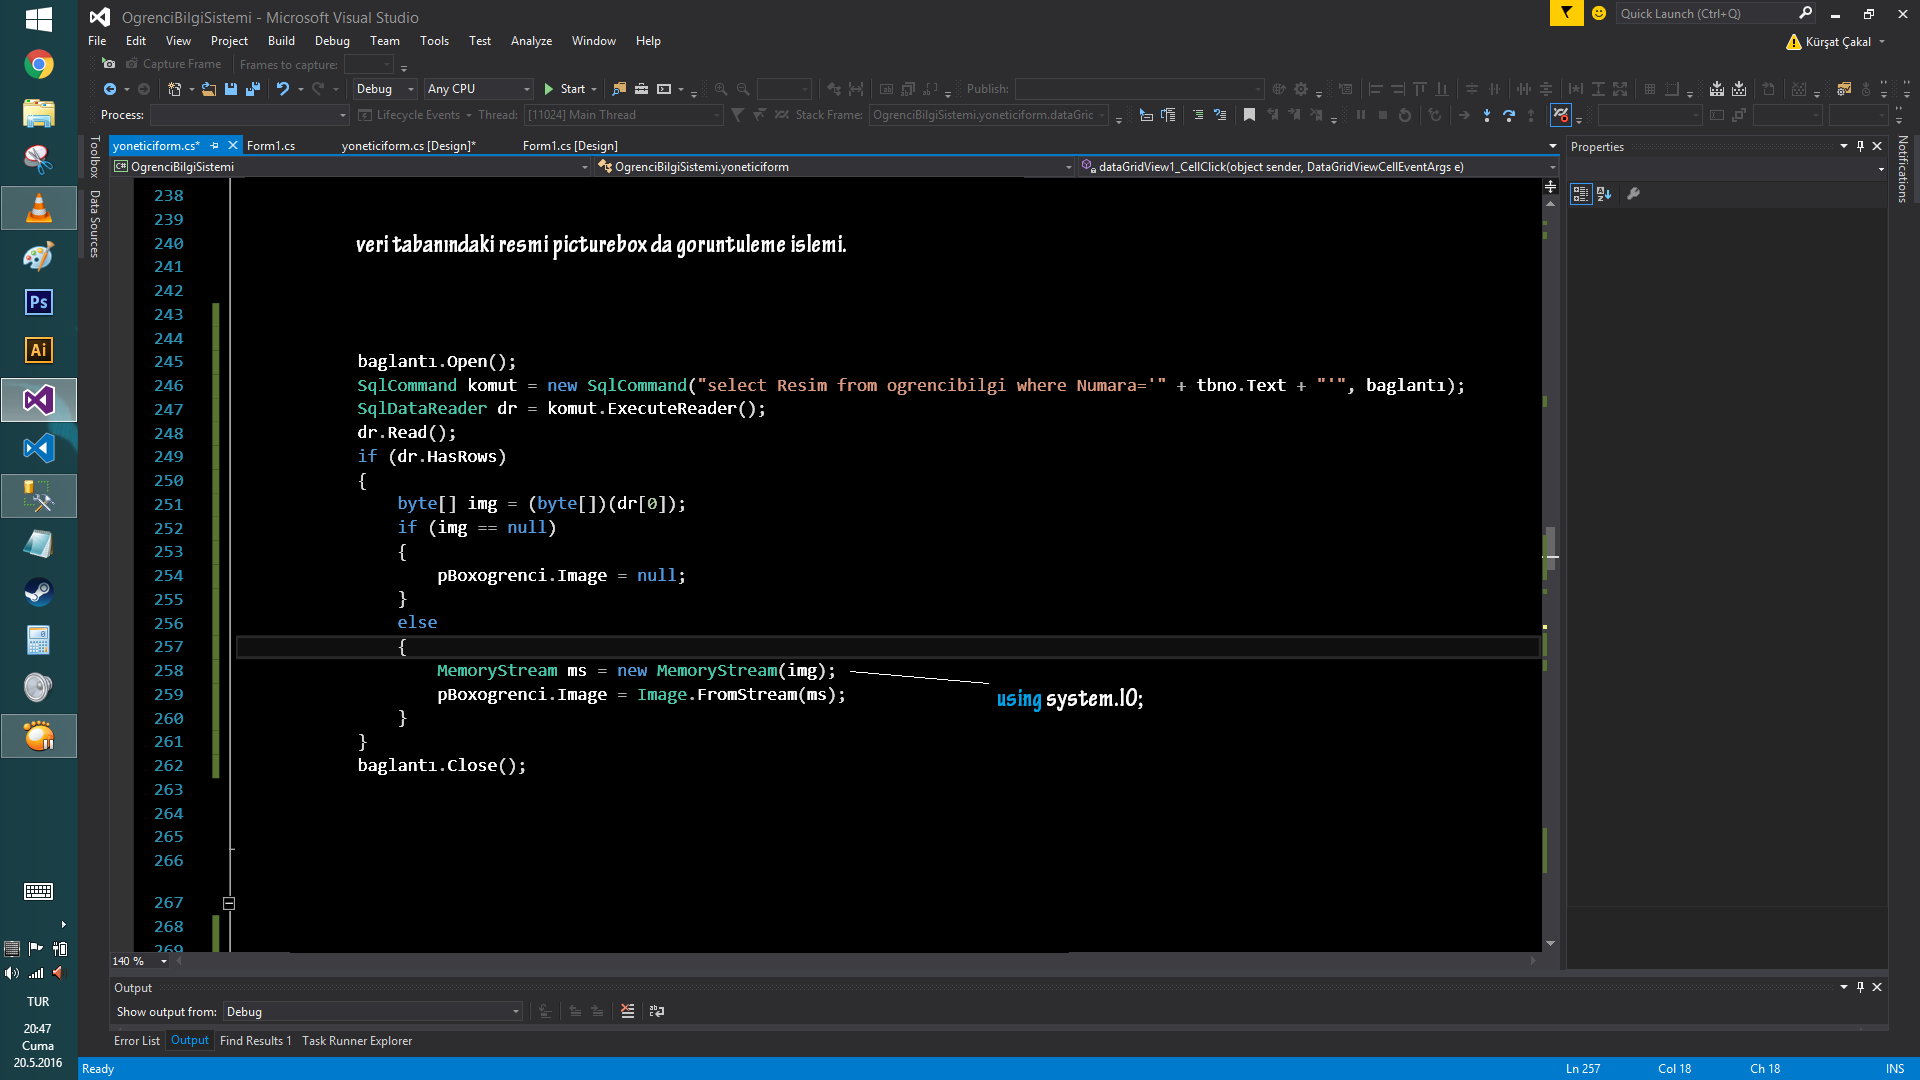 OgrenciBilgiSistemi - Microsoft Visual Studio
Quick Launch (Ctrl+Q)
File Edit View Project Build Debug Team Tools Test Analyze Window Help
Kürşat Çakal
Capture Frame Frames to capture:
Debug Any CPU Start Publish:
Process: Lifecycle Events Thread: [11024] Main Thread Stack Frame: OgrenciBilgiSistemi.yoneticiform.dataGric
yoneticiform.cs* Form1.cs yoneticiform.cs [Design]* Form1.cs [Design]
Properties
Toolbox
Data Sources
Notifications
C# OgrenciBilgiSistemi OgrenciBilgiSistemi.yoneticiform dataGridView1_CellClick(object sender, DataGridViewCellEventArgs e)
238
239
240 veri tabanındaki resmi picturebox da goruntuleme islemi.
241
242
243
244
245 baglantı.Open();
246 SqlCommand komut = new SqlCommand("select Resim from ogrencibilgi where Numara='" + tbno.Text + "'", baglantı);
247 SqlDataReader dr = komut.ExecuteReader();
248 dr.Read();
249 if (dr.HasRows)
250 {
251 byte[] img = (byte[])(dr[0]);
252 if (img == null)
253 {
254 pBoxogrenci.Image = null;
255 }
256 else
257 {
258 MemoryStream ms = new MemoryStream(img);
259 pBoxogrenci.Image = Image.FromStream(ms);
using system.IO;
260 }
261 }
262 baglantı.Close();
263
264
265
266
267
268
269
140 %
Output
Show output from: Debug
Error List Output Find Results 1 Task Runner Explorer
Ready Ln 257 Col 18 Ch 18 INS
Ps
Ai
TUR
20:47
Cuma
20.5.2016